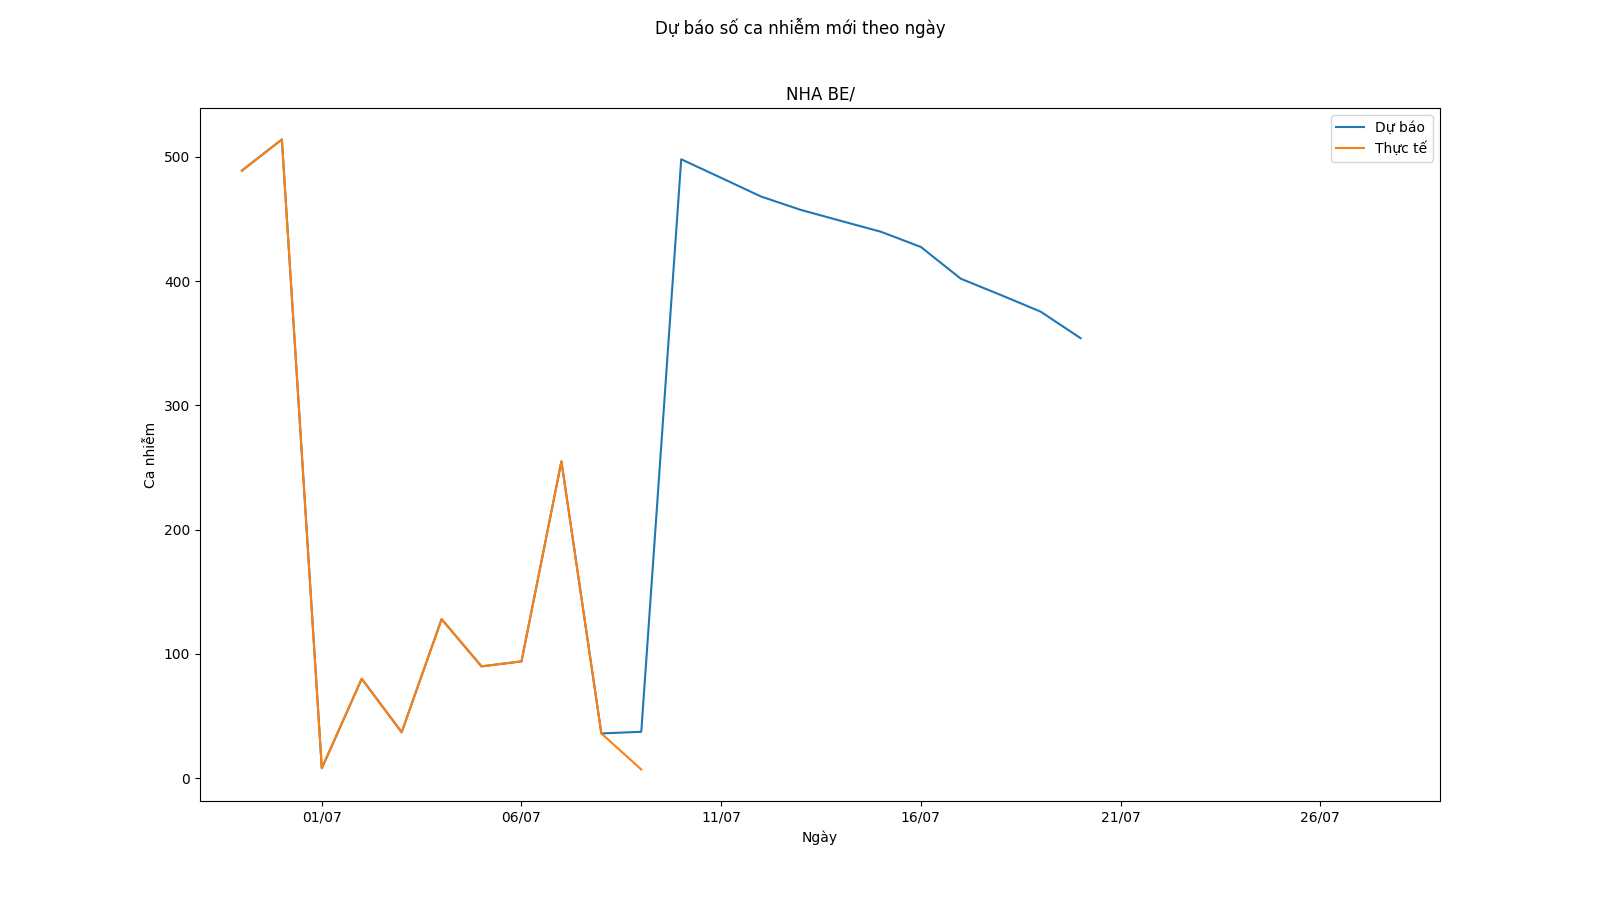 Dự báo số ca nhiễm mới theo ngày
NHA BE/
Dự báo
Thực tế
500
400
300
200
100
0
Ca nhiễm
01/07
06/07
11/07
16/07
21/07
26/07
Ngày